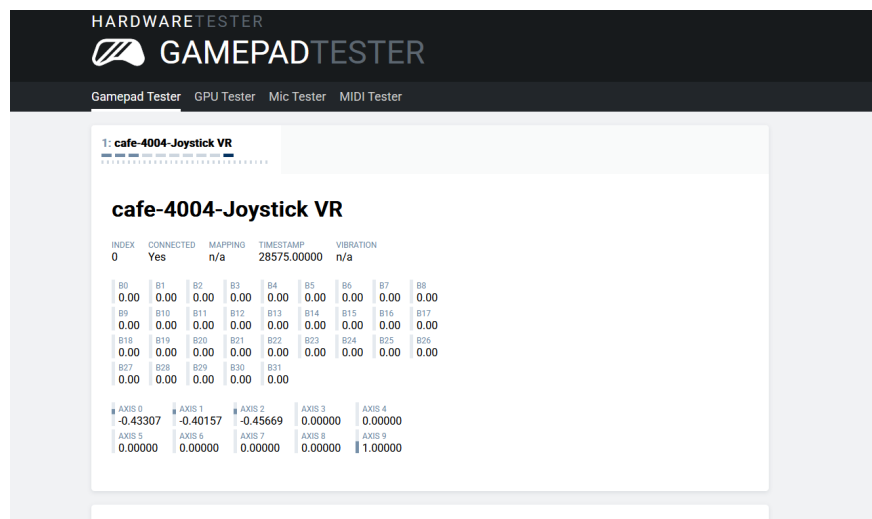 HARDWARETESTER
GAMEPADTESTER
Gamepad Tester GPU Tester Mic Tester MIDI Tester
1: cafe-4004-Joystick VR
cafe-4004-Joystick VR
INDEX CONNECTED MAPPING TIMESTAMP VIBRATION
0 Yes n/a 28575.00000 n/a
B0 B1 B2 B3 B4 B5 B6 B7 B8
0.00 0.00 0.00 0.00 0.00 0.00 0.00 0.00 0.00
B9 B10 B11 B12 B13 B14 B15 B16 B17
0.00 0.00 0.00 0.00 0.00 0.00 0.00 0.00 0.00
B18 B19 B20 B21 B22 B23 B24 B25 B26
0.00 0.00 0.00 0.00 0.00 0.00 0.00 0.00 0.00
B27 B28 B29 B30 B31
0.00 0.00 0.00 0.00 0.00
AXIS 0 AXIS 1 AXIS 2 AXIS 3 AXIS 4
-0.43307 -0.40157 -0.45669 0.00000 0.00000
AXIS 5 AXIS 6 AXIS 7 AXIS 8 AXIS 9
0.00000 0.00000 0.00000 0.00000 1.00000